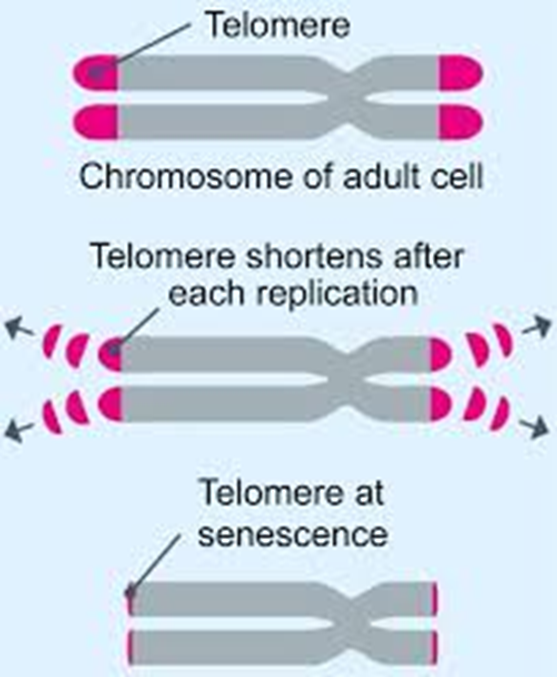 Telomere
Chromosome of adult cell
Telomere shortens after
each replication
Telomere at
senescence